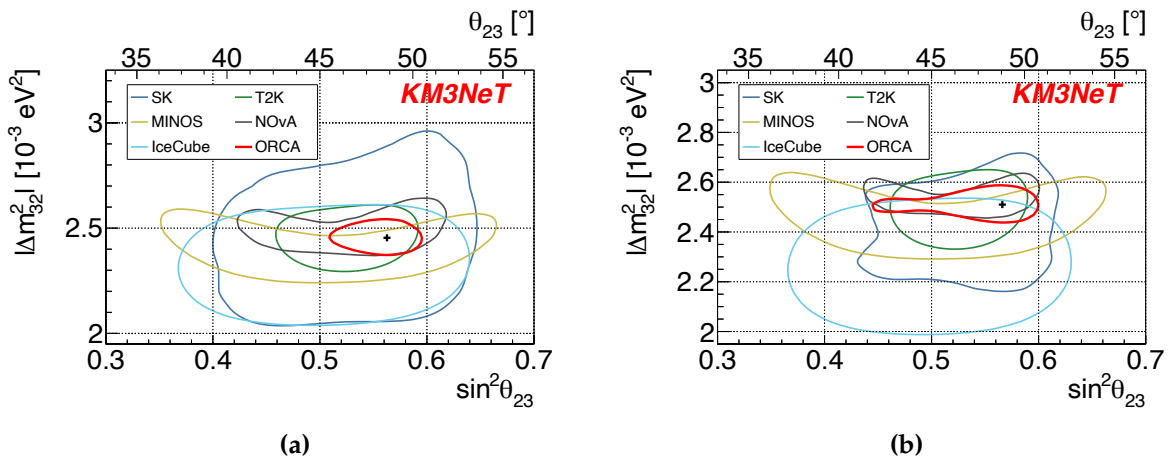 θ23 [°]
35 40 45 50 55
KM3NeT
SK T2K
MINOS NOνA
IceCube ORCA
|Δm²32| [10⁻³ eV²]
3
2.5
2
0.3 0.4 0.5 0.6 0.7
sin²θ23
(a)
θ23 [°]
35 40 45 50 55
KM3NeT
SK T2K
MINOS NOνA
IceCube ORCA
|Δm²32| [10⁻³ eV²]
3
2.8
2.6
2.4
2.2
2
0.3 0.4 0.5 0.6 0.7
sin²θ23
(b)